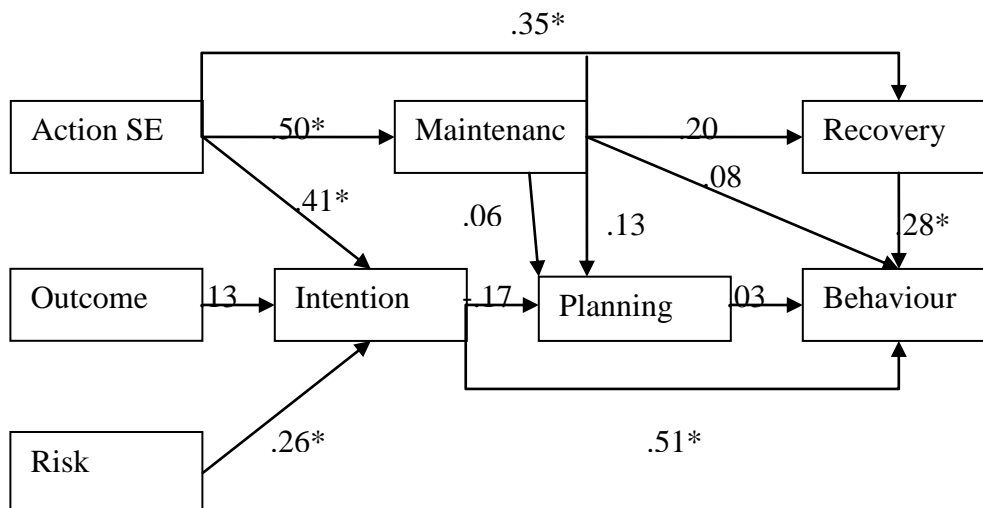 .35*
Action SE
.50*
Maintenanc
.20
Recovery
.41*
.06
.08
.13
.28*
Outcome
.13
Intention
-.17
Planning
.03
Behaviour
Risk
.26*
.51*